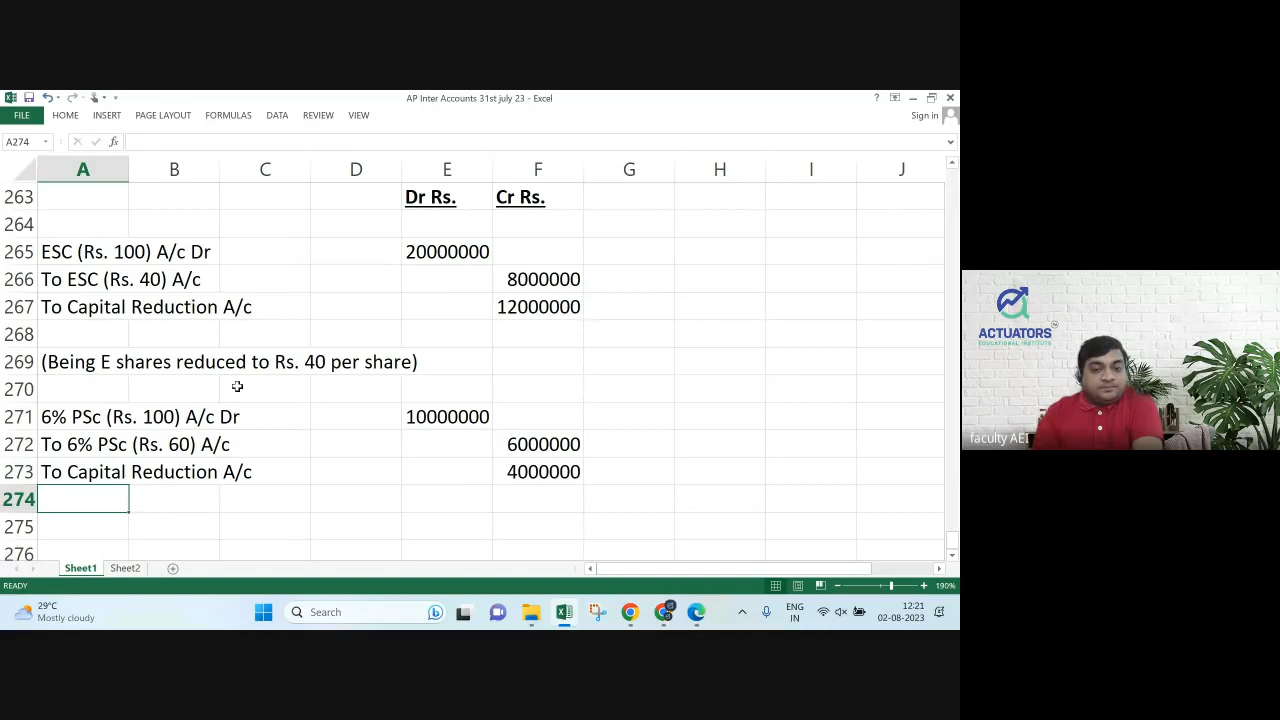 AP Inter Accounts 31st july 23 - Excel
FILE HOME INSERT PAGE LAYOUT FORMULAS DATA REVIEW VIEW
Sign in
A274
A B C D E F G H I J
263 Dr Rs. Cr Rs.
264
265 ESC (Rs. 100) A/c Dr 20000000
266 To ESC (Rs. 40) A/c 8000000
267 To Capital Reduction A/c 12000000
268
269 (Being E shares reduced to Rs. 40 per share)
270
271 6% PSc (Rs. 100) A/c Dr 10000000
272 To 6% PSc (Rs. 60) A/c 6000000
273 To Capital Reduction A/c 4000000
274
275
276
Sheet1 Sheet2
READY 190%
29°C
Mostly cloudy
Search
ENG
IN
12:21
02-08-2023
ACTUATORS
EDUCATIONAL INSTITUTE
faculty AEI